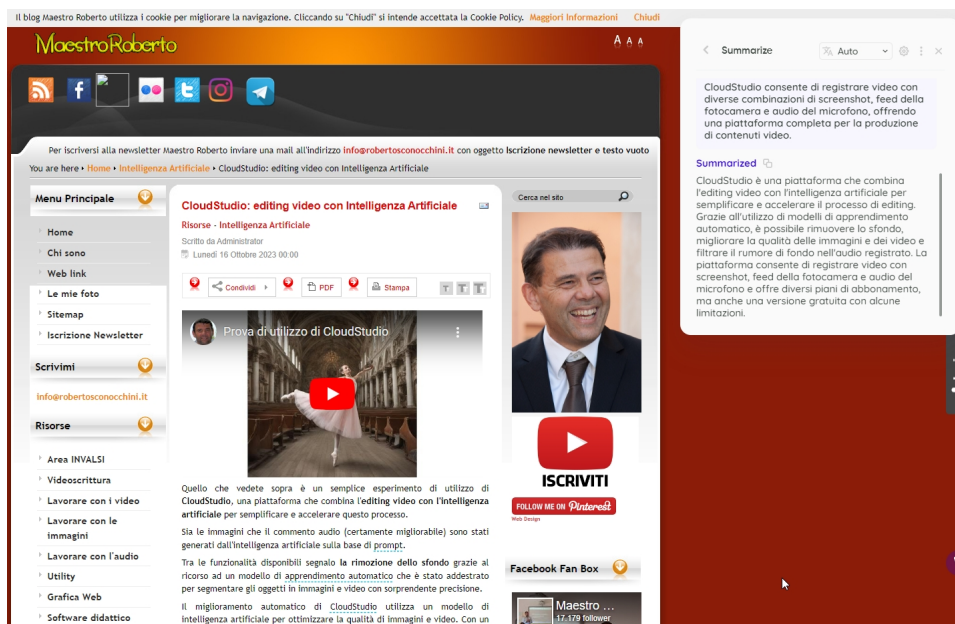 Il blog Maestro Roberto utilizza i cookie per migliorare la navigazione. Cliccando su "Chiudi" si intende accettata la Cookie Policy. Maggiori Informazioni Chiudi
MaestroRoberto
A A A
Per iscriversi alla newsletter Maestro Roberto inviare una mail all'indirizzo info@robertosconocchini.it con oggetto Iscrizione newsletter e testo vuoto
You are here • Home • Intelligenza Artificiale • CloudStudio: editing video con Intelligenza Artificiale
Menu Principale
Home
Chi sono
Web link
Le mie foto
Sitemap
Iscrizione Newsletter
Scrivimi
info@robertosconocchini.it
Risorse
Area INVALSI
Videoscrittura
Lavorare con i video
Lavorare con le
immagini
Lavorare con l'audio
Utility
Grafica Web
Software didattico
CloudStudio: editing video con Intelligenza Artificiale
Risorse - Intelligenza Artificiale
Scritto da Administrator
Lunedì 16 Ottobre 2023 00:00
Condividi PDF Stampa T T T
Prova di utilizzo di CloudStudio
Quello che vedete sopra è un semplice esperimento di utilizzo di
CloudStudio, una piattaforma che combina l'editing video con l'intelligenza
artificiale per semplificare e accelerare questo processo.
Sia le immagini che il commento audio (certamente migliorabile) sono stati
generati dall'intelligenza artificiale sulla base di prompt.
Tra le funzionalità disponibili segnalo la rimozione dello sfondo grazie al
ricorso ad un modello di apprendimento automatico che è stato addestrato
per segmentare gli oggetti in immagini e video con sorprendente precisione.
Il miglioramento automatico di CloudStudio utilizza un modello di
intelligenza artificiale per ottimizzare la qualità di immagini e video. Con un
Cerca nel sito
ISCRIVITI
FOLLOW ME ON Pinterest
Web Design
Facebook Fan Box
Maestro ...
17.179 follower
Summarize
Auto
CloudStudio consente di registrare video con
diverse combinazioni di screenshot, feed della
fotocamera e audio del microfono, offrendo
una piattaforma completa per la produzione
di contenuti video.
Summarized
CloudStudio è una piattaforma che combina
l'editing video con l'intelligenza artificiale per
semplificare e accelerare il processo di editing.
Grazie all'utilizzo di modelli di apprendimento
automatico, è possibile rimuovere lo sfondo,
migliorare la qualità delle immagini e dei video e
filtrare il rumore di fondo nell'audio registrato. La
piattaforma consente di registrare video con
screenshot, feed della fotocamera e audio del
microfono e offre diversi piani di abbonamento,
ma anche una versione gratuita con alcune
limitazioni.